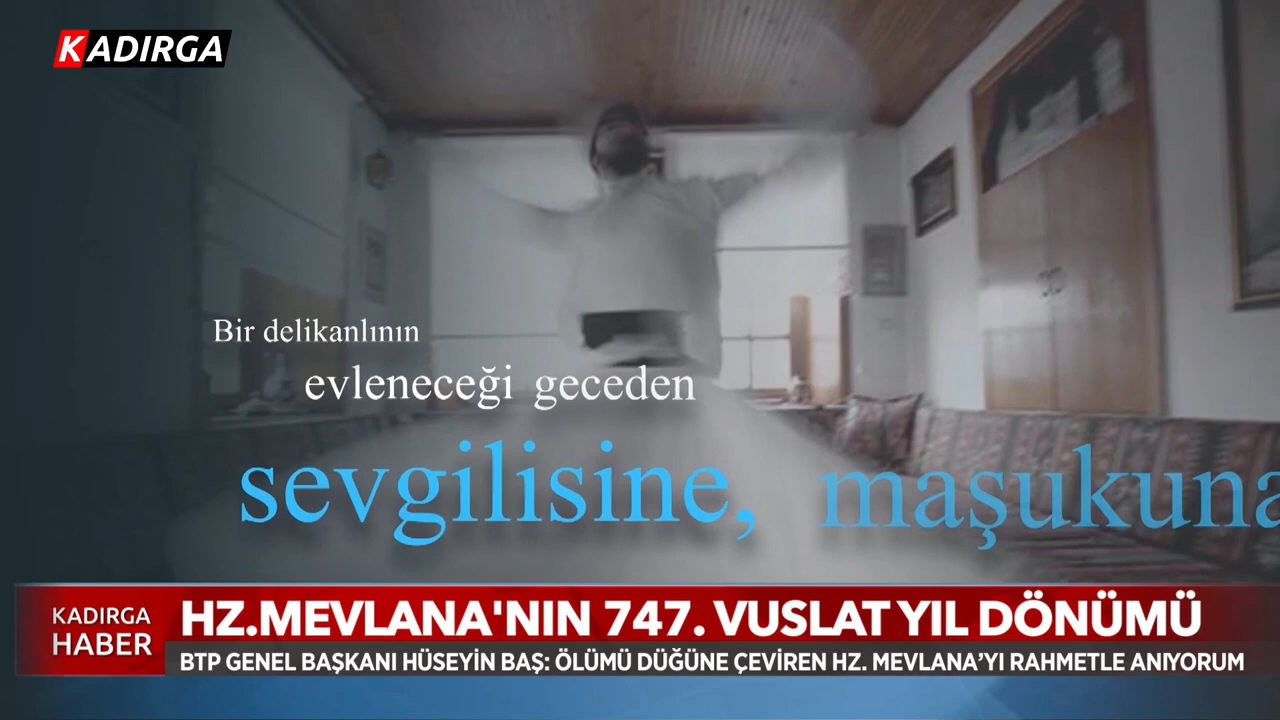 KADIRGA
Bir delikanlının
evleneceği geceden
sevgilisine, maşukuna
KADIRGA
HABER
HZ.MEVLANA'NIN 747. VUSLAT YIL DÖNÜMÜ
BTP GENEL BAŞKANI HÜSEYİN BAŞ: ÖLÜMÜ DÜĞÜNE ÇEVİREN HZ. MEVLANA’YI RAHMETLE ANIYORUM